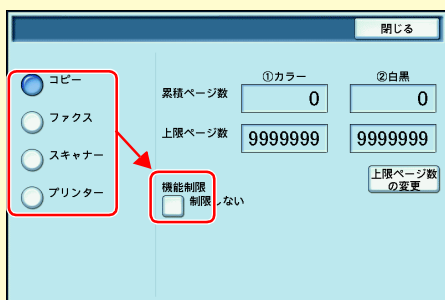 閉じる
コピー
ファクス
スキャナー
プリンター
①カラー
②白黒
累積ページ数
0
0
上限ページ数
9999999
9999999
機能制限
制限しない
上限ページ数
の変更